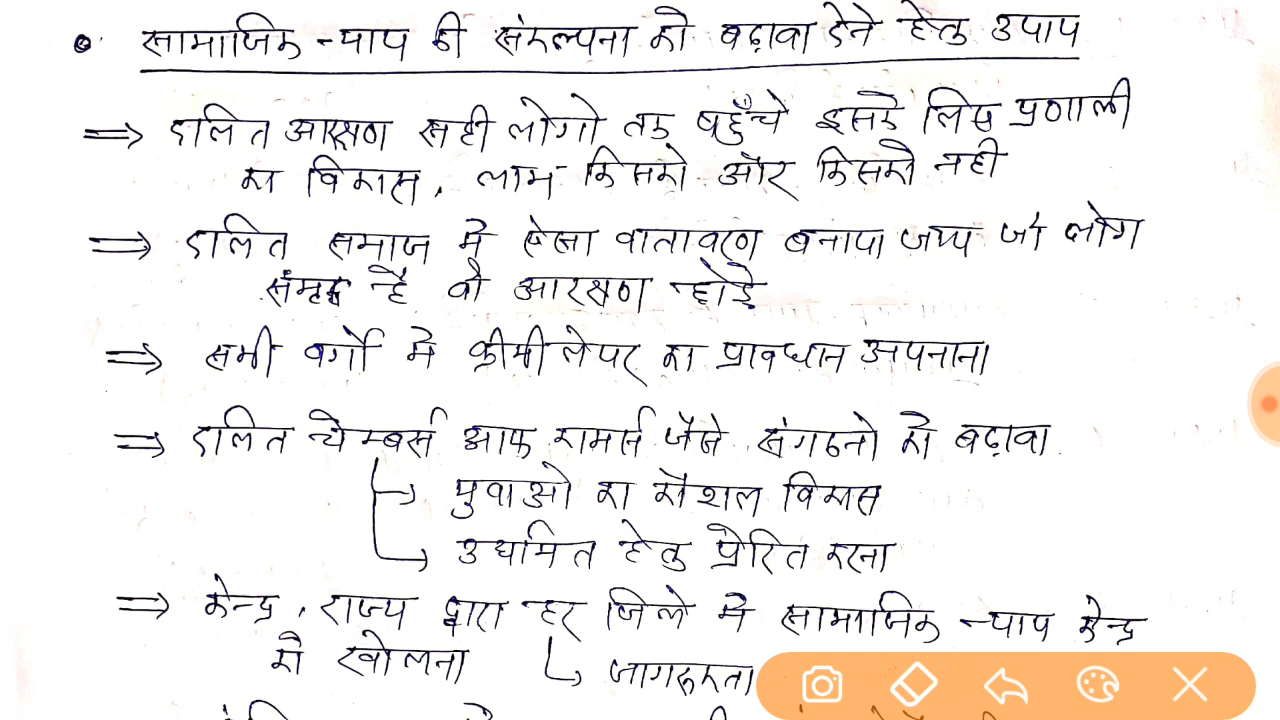 सामाजिक न्याय की संकल्पना को बढ़ावा देने हेतु उपाय
⇒ दलित आरक्षण सही लोगो तक पहुँचे इसके लिए प्रणाली
का विकास, लाभ किसको और किसको नही
⇒ दलित समाज मे ऐसा वातावरण बनाया जाय जो लोग
संमृद्ध है वो आरक्षण छोड़े
⇒ सभी वर्गो मे क्रीमी लेयर का प्रावधान अपनाना
⇒ दलित चेम्बर्स आफ कामर्स जैसे संगठनो को बढ़ावा
युवाओ का कौशल विकास
उद्यमित हेतु प्रेरित करना
⇒ केन्द्र, राज्य द्वारा हर जिले मे सामाजिक न्याय केन्द्र
को खोलना जागरूकता